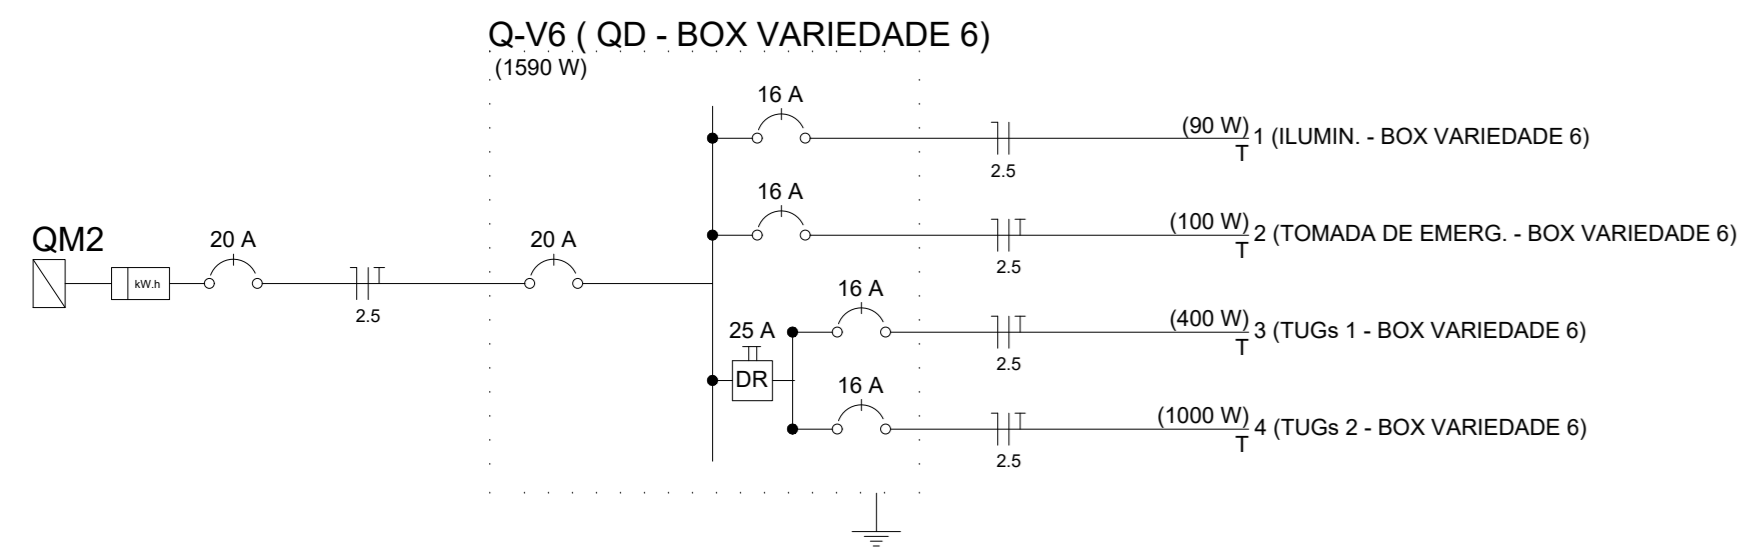 Q-V6 ( QD - BOX VARIEDADE 6)
(1590 W)
16 A
(90 W)
1 (ILUMIN. - BOX VARIEDADE 6)
T
2.5
16 A
(100 W)
2 (TOMADA DE EMERG. - BOX VARIEDADE 6)
T
2.5
QM2
kW.h
20 A
2.5
20 A
16 A
(400 W)
3 (TUGs 1 - BOX VARIEDADE 6)
T
2.5
25 A
DR
16 A
(1000 W)
4 (TUGs 2 - BOX VARIEDADE 6)
T
2.5